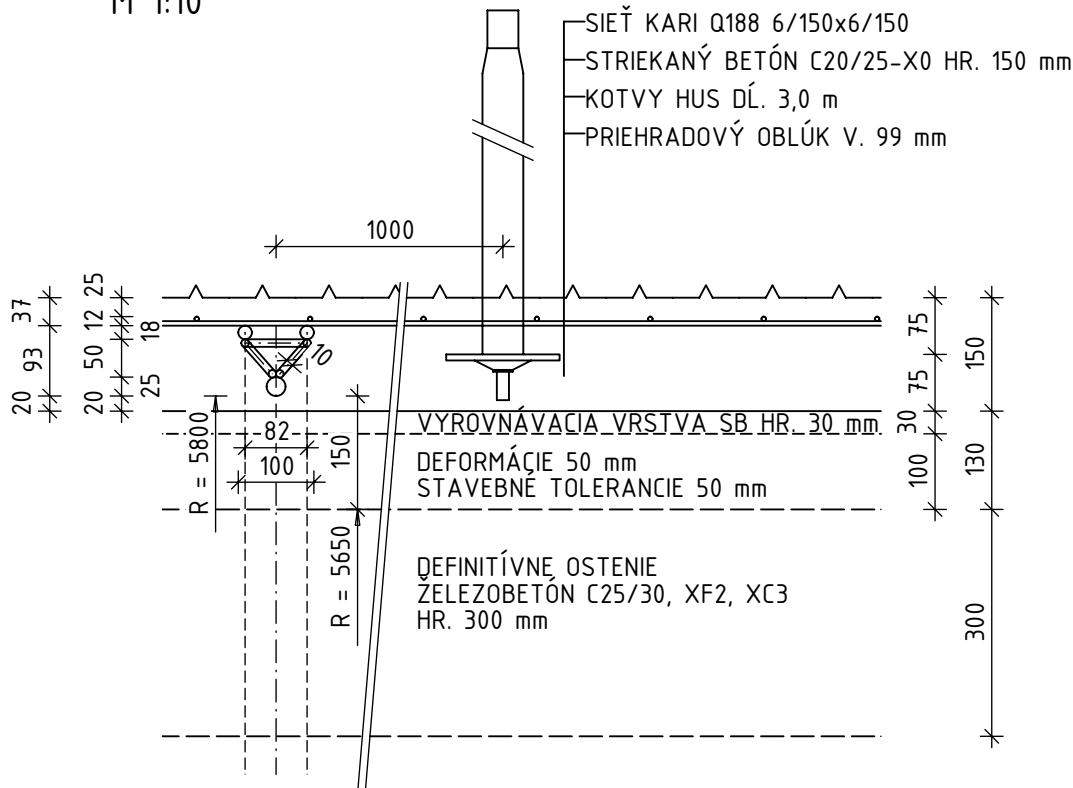 M 1:10
SIEŤ KARI Q188 6/150x6/150
STRIEKANÝ BETÓN C20/25-X0 HR. 150 mm
KOTVY HUS DĹ. 3,0 m
PRIEHRADOVÝ OBLÚK V. 99 mm
1000
37
93
20
25
12
50
20
18
25
10
75
75
30
100
150
130
300
82
100
150
R = 5800
R = 5650
VYROVNÁVACIA VRSTVA SB HR. 30 mm
DEFORMÁCIE 50 mm
STAVEBNÉ TOLERANCIE 50 mm
DEFINITÍVNE OSTENIE
ŽELEZOBETÓN C25/30, XF2, XC3
HR. 300 mm